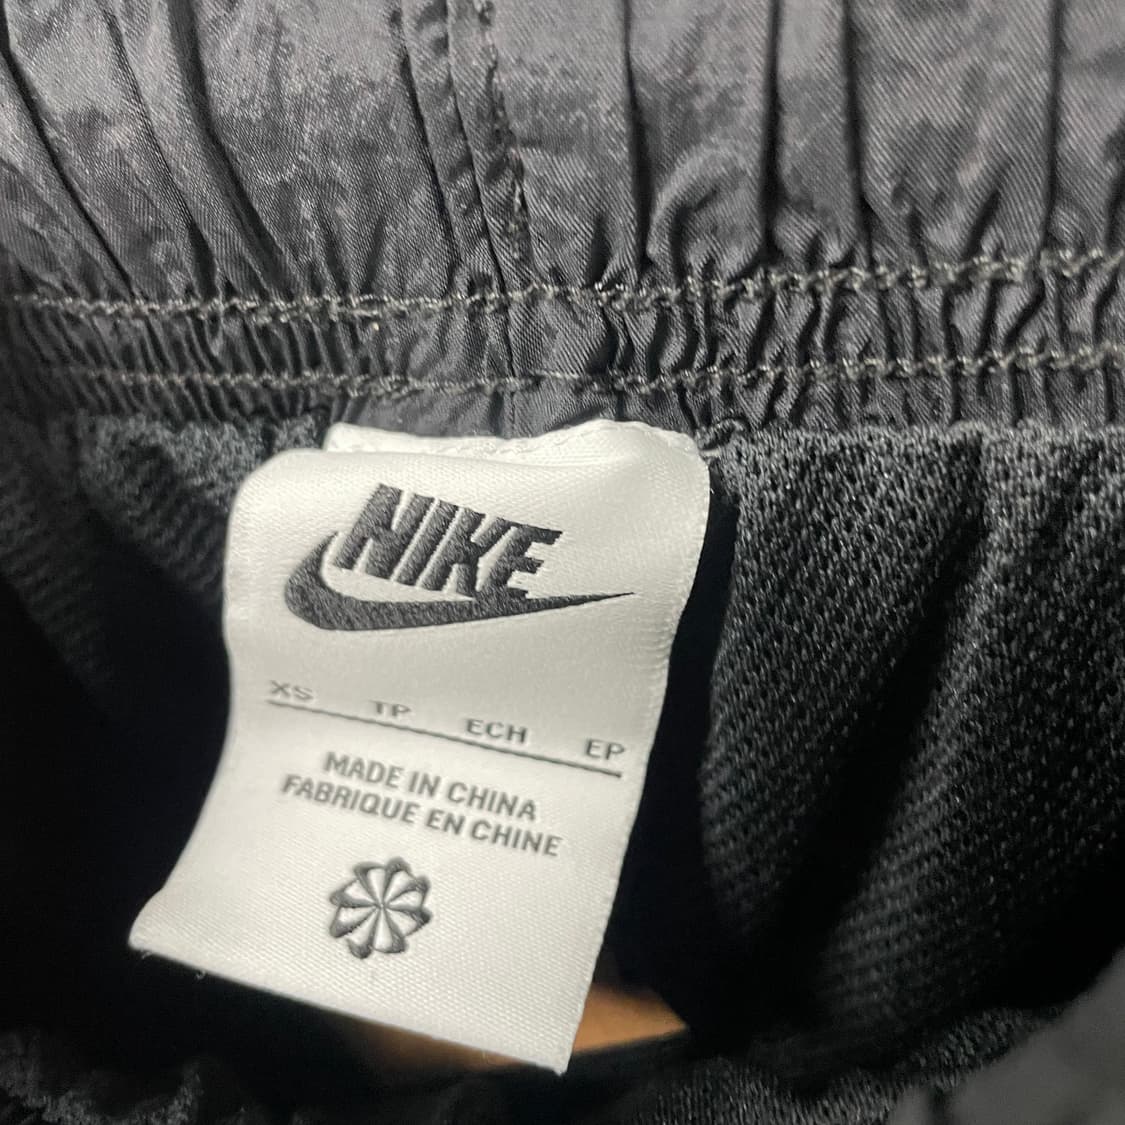 NIKE
XS TP ECH EP
MADE IN CHINA
FABRIQUE EN CHINE